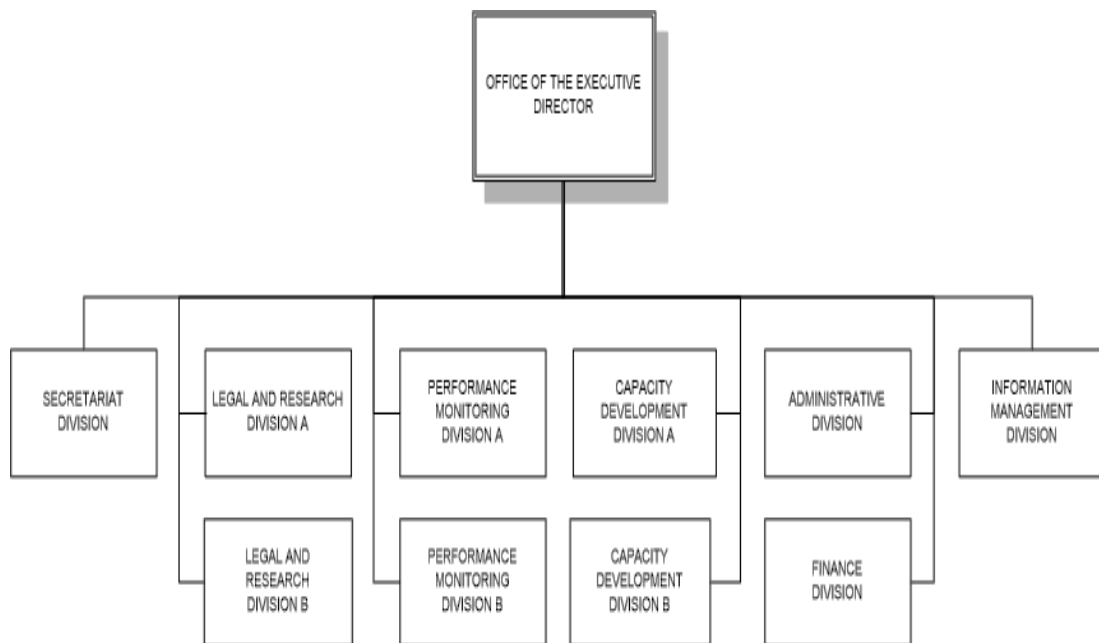 OFFICE OF THE EXECUTIVE
DIRECTOR
SECRETARIAT
DIVISION
LEGAL AND RESEARCH
DIVISION A
PERFORMANCE
MONITORING
DIVISION A
CAPACITY
DEVELOPMENT
DIVISION A
ADMINISTRATIVE
DIVISION
INFORMATION
MANAGEMENT
DIVISION
LEGAL AND
RESEARCH
DIVISION B
PERFORMANCE
MONITORING
DIVISION B
CAPACITY
DEVELOPMENT
DIVISION B
FINANCE
DIVISION